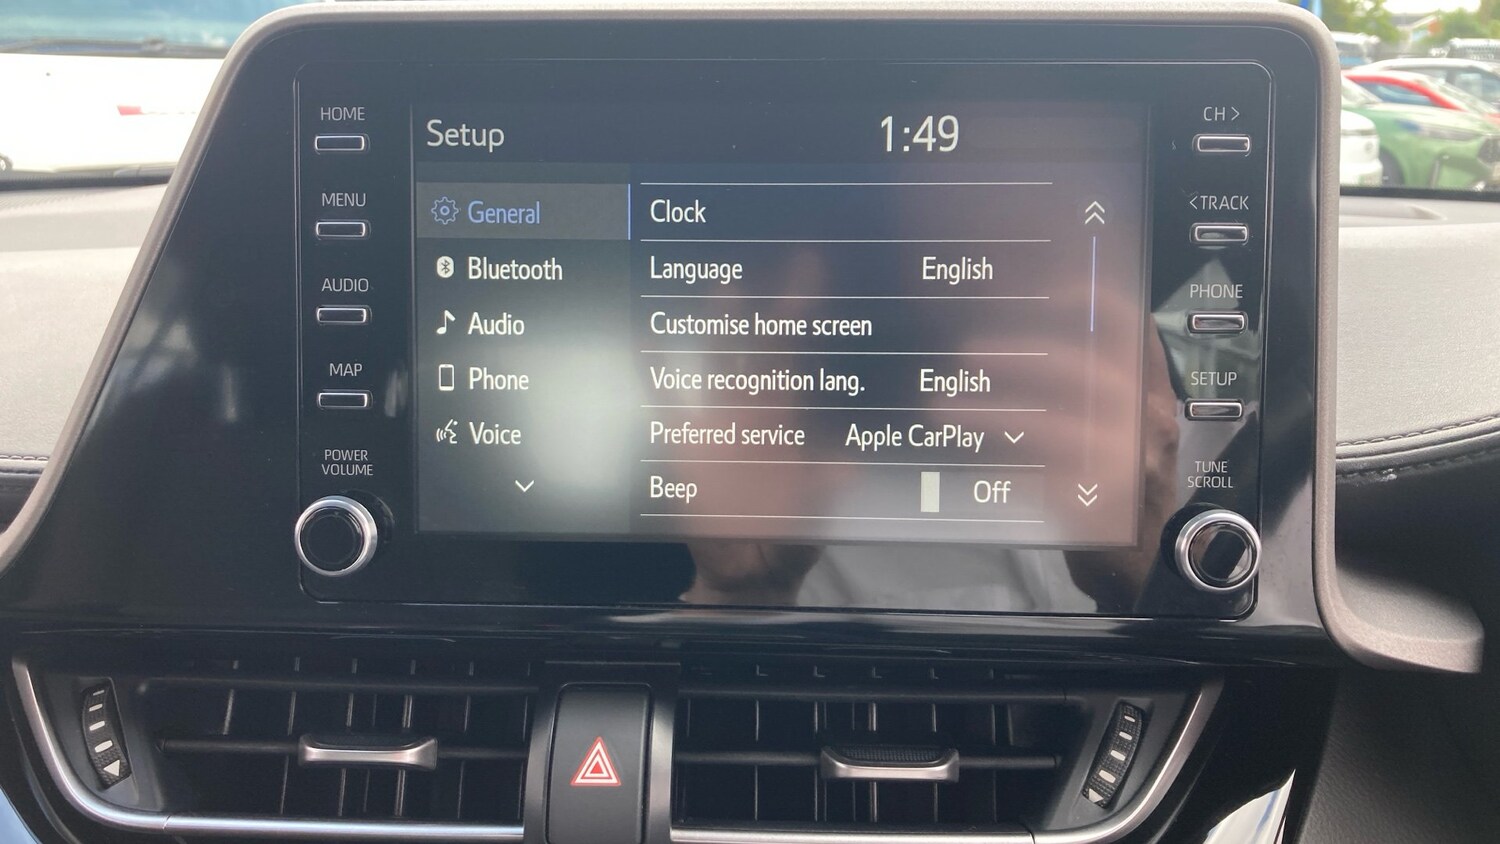 HOME
MENU
AUDIO
MAP
POWER
VOLUME
Setup
1:49
General
Bluetooth
Audio
Phone
Voice
Clock
Language English
Customise home screen
Voice recognition lang. English
Preferred service Apple CarPlay
Beep Off
CH >
< TRACK
PHONE
SETUP
TUNE
SCROLL